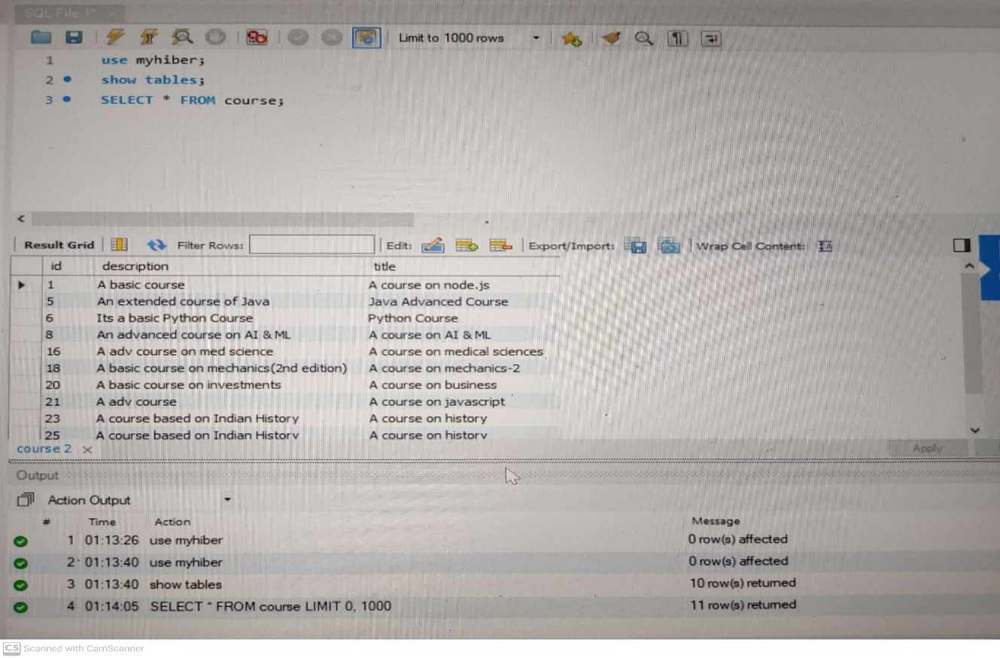 SQL File 1*
Limit to 1000 rows
1 use myhiber;
2 show tables;
3 SELECT * FROM course;
Result Grid Filter Rows: Edit: Export/Import: Wrap Cell Content:
id description title
1 A basic course A course on node.js
5 An extended course of Java Java Advanced Course
6 Its a basic Python Course Python Course
8 An advanced course on AI & ML A course on AI & ML
16 A adv course on med science A course on medical sciences
18 A basic course on mechanics(2nd edition) A course on mechanics-2
20 A basic course on investments A course on business
21 A adv course A course on javascript
23 A course based on Indian History A course on history
25 A course based on Indian History A course on history
course 2 Apply
Output
Action Output
# Time Action Message
1 01:13:26 use myhiber 0 row(s) affected
2 01:13:40 use myhiber 0 row(s) affected
3 01:13:40 show tables 10 row(s) returned
4 01:14:05 SELECT * FROM course LIMIT 0, 1000 11 row(s) returned
CS Scanned with CamScanner